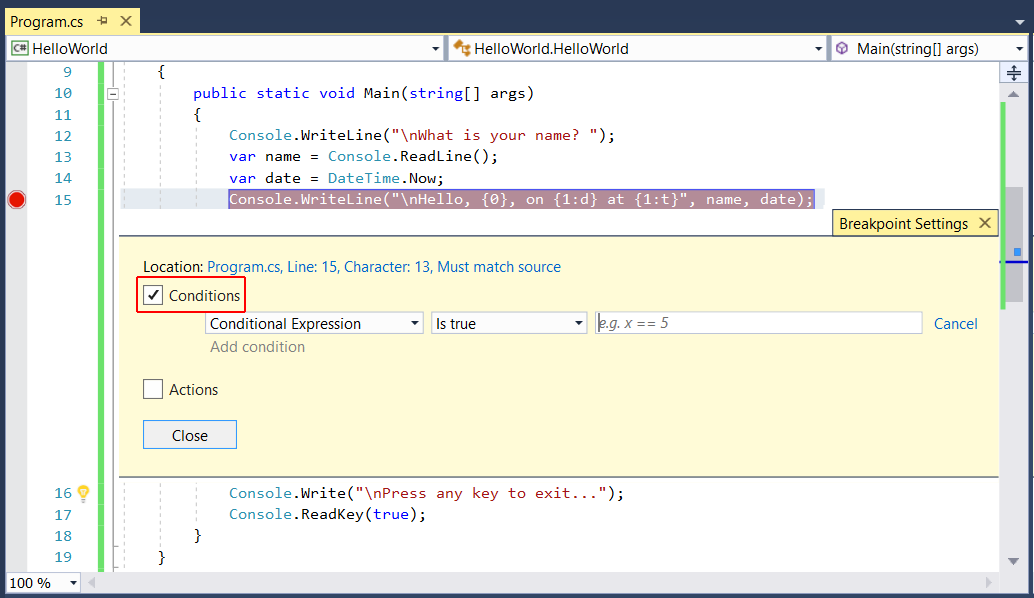 Program.cs
C# HelloWorld HelloWorld.HelloWorld Main(string[] args)
9 {
10 public static void Main(string[] args)
11 {
12 Console.WriteLine("\nWhat is your name? ");
13 var name = Console.ReadLine();
14 var date = DateTime.Now;
15 Console.WriteLine("\nHello, {0}, on {1:d} at {1:t}", name, date);
Breakpoint Settings
Location: Program.cs, Line: 15, Character: 13, Must match source
Conditions
Conditional Expression Is true e.g. x == 5 Cancel
Add condition
Actions
Close
16 Console.Write("\nPress any key to exit...");
17 Console.ReadKey(true);
18 }
19 }
100 %